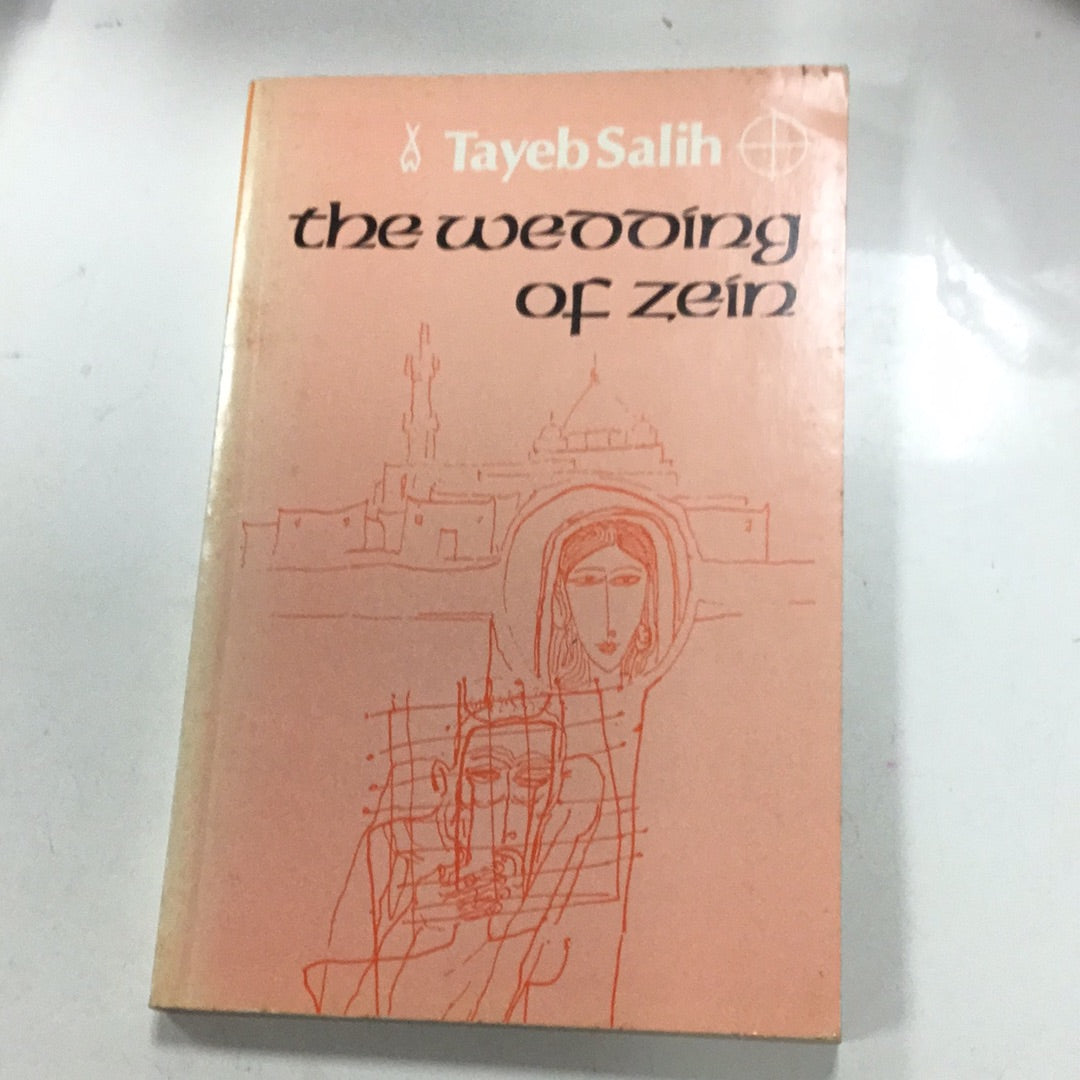 Tayeb Salih
the wedding
of zein